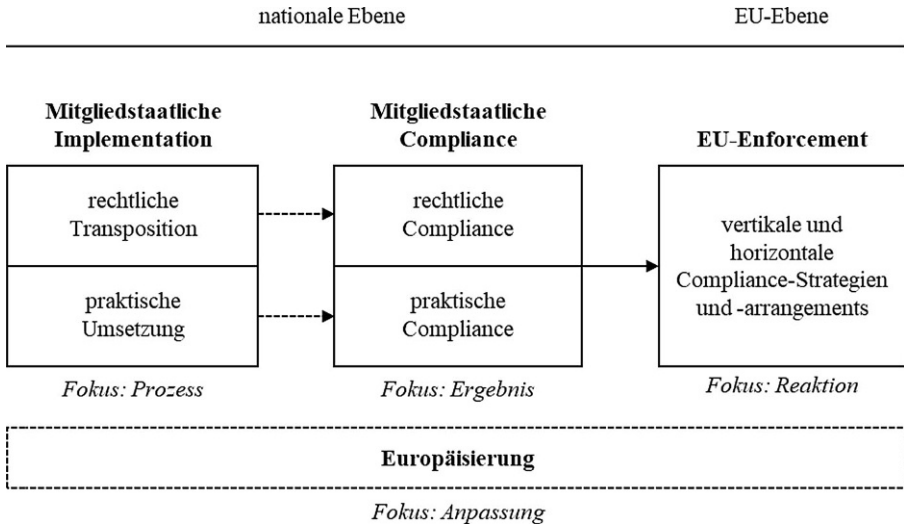 nationale Ebene
EU-Ebene
Mitgliedstaatliche
Implementation
Mitgliedstaatliche
Compliance
EU-Enforcement
rechtliche
Transposition
rechtliche
Compliance
praktische
Umsetzung
praktische
Compliance
vertikale und
horizontale
Compliance-Strategien
und -arrangements
Fokus: Prozess
Fokus: Ergebnis
Fokus: Reaktion
Europäisierung
Fokus: Anpassung